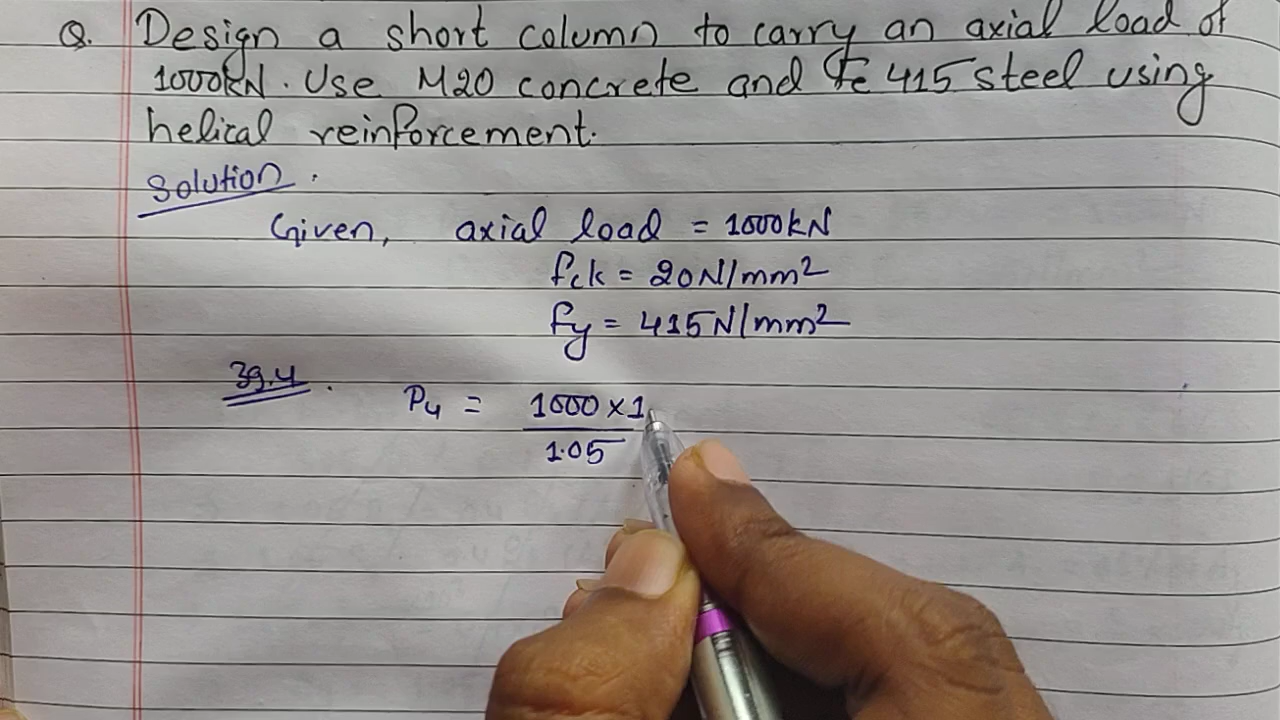 Q. Design a short column to carry an axial load of
1000kN. Use M20 concrete and Fe 415 steel using
helical reinforcement.
Solution.
Given, axial load = 1000kN
fck = 20N/mm²
fy = 415N/mm²
39.4. Pu = 1000 × 1
1.05